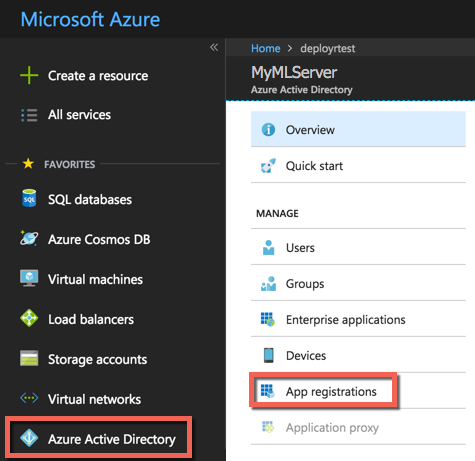 Microsoft Azure
«
Create a resource
All services
FAVORITES
SQL databases
SQL
Azure Cosmos DB
Virtual machines
Load balancers
Storage accounts
Virtual networks
Azure Active Directory
Home > deployrtest
MyMLServer
Azure Active Directory
Overview
Quick start
MANAGE
Users
Groups
Enterprise applications
Devices
App registrations
Application proxy